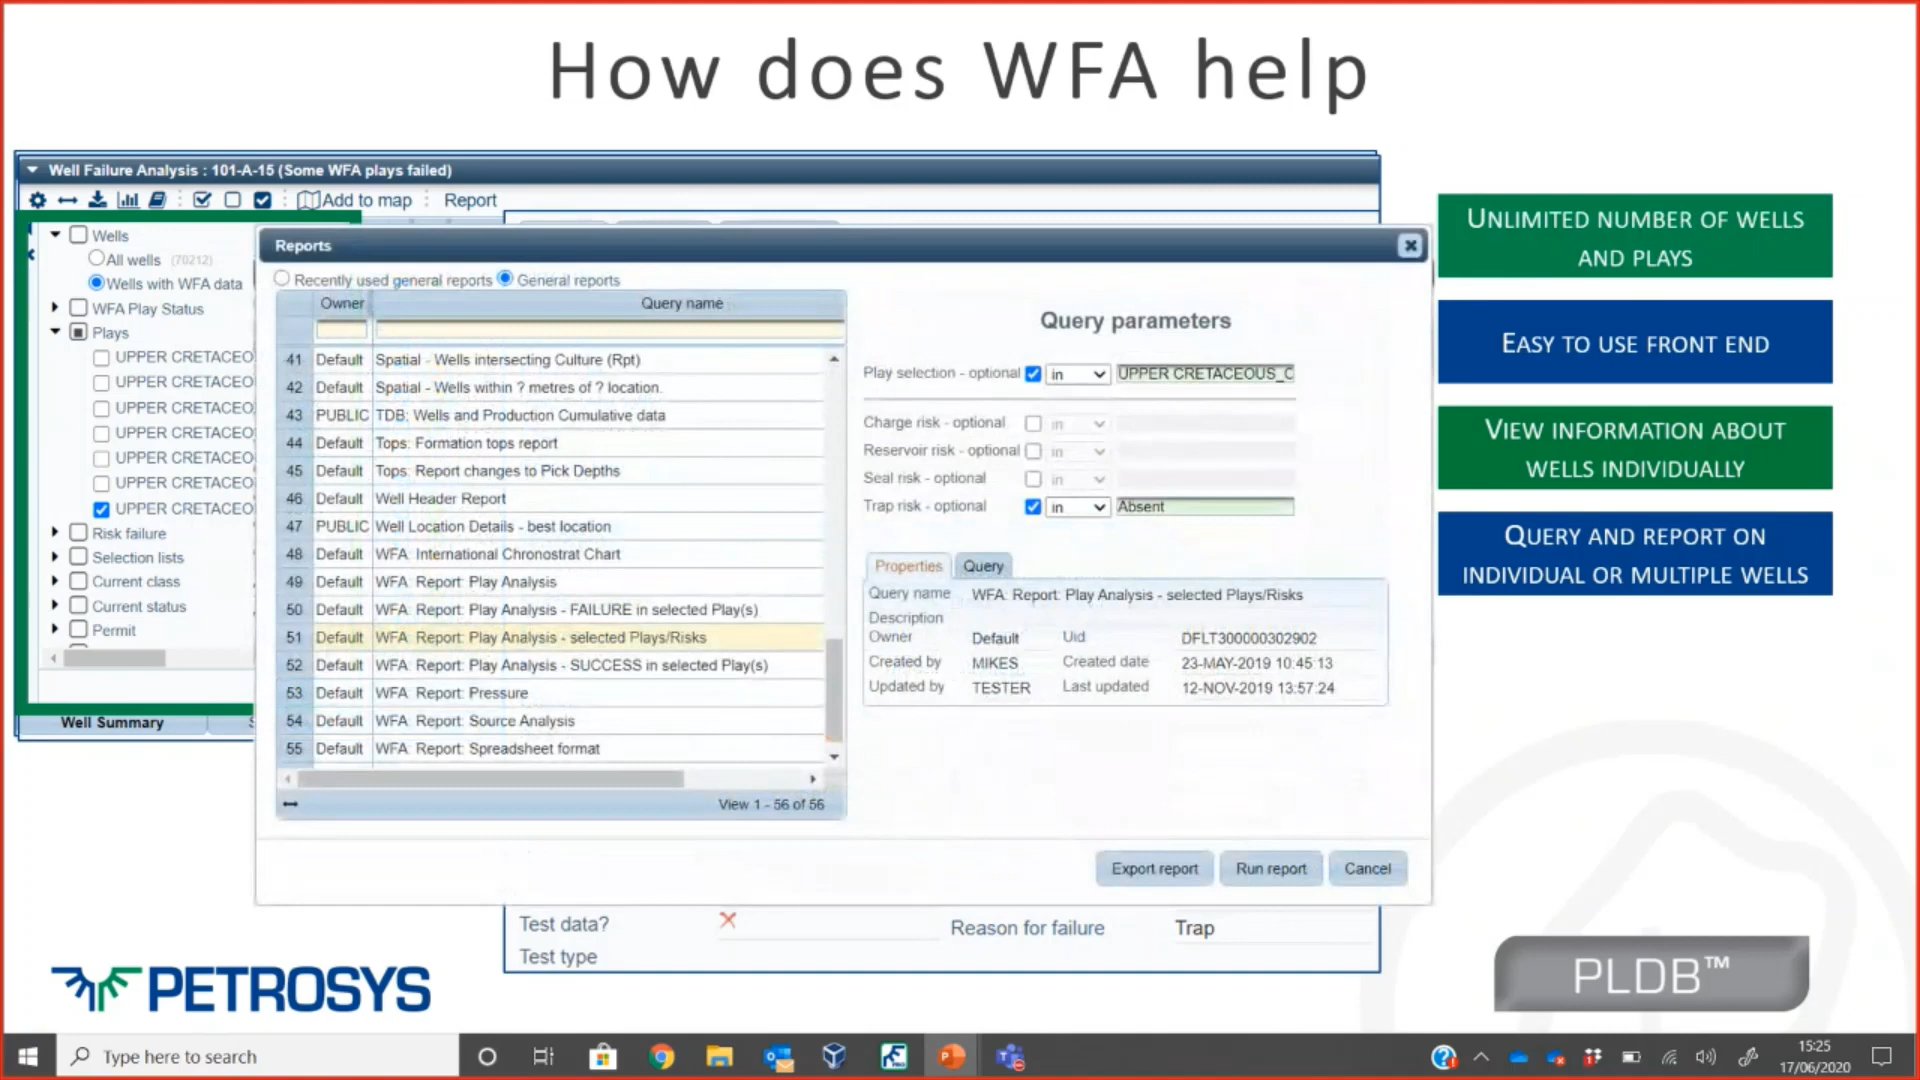 How does WFA help
Well Failure Analysis : 101-A-15 (Some WFA plays failed)
Add to map
Report
Wells
All wells (70212)
Wells with WFA data
WFA Play Status
Plays
UPPER CRETACEO
UPPER CRETACEO
UPPER CRETACEO
UPPER CRETACEO
UPPER CRETACEO
UPPER CRETACEO
UPPER CRETACEO
Risk failure
Selection lists
Current class
Current status
Permit
Well Summary
Reports
Recently used general reports
General reports
Owner Query name
41 Default Spatial - Wells intersecting Culture (Rpt)
42 Default Spatial - Wells within ? metres of ? location.
43 PUBLIC TDB: Wells and Production Cumulative data
44 Default Tops: Formation tops report
45 Default Tops: Report changes to Pick Depths
46 Default Well Header Report
47 PUBLIC Well Location Details - best location
48 Default WFA: International Chronostrat Chart
49 Default WFA: Report: Play Analysis
50 Default WFA: Report: Play Analysis - FAILURE in selected Play(s)
51 Default WFA: Report: Play Analysis - selected Plays/Risks
52 Default WFA: Report: Play Analysis - SUCCESS in selected Play(s)
53 Default WFA: Report: Pressure
54 Default WFA: Report: Source Analysis
55 Default WFA: Report: Spreadsheet format
View 1 - 56 of 56
Query parameters
Play selection - optional in UPPER CRETACEOUS_C
Charge risk - optional in
Reservoir risk - optional in
Seal risk - optional
Trap risk - optional in Absent
Properties Query
Query name WFA: Report: Play Analysis - selected Plays/Risks
Description
Owner Default Uid DFLT300000302902
Created by MIKES Created date 23-MAY-2019 10:45:13
Updated by TESTER Last updated 12-NOV-2019 13:57:24
Export report Run report Cancel
Test data? Reason for failure Trap
Test type
UNLIMITED NUMBER OF WELLS
AND PLAYS
EASY TO USE FRONT END
VIEW INFORMATION ABOUT
WELLS INDIVIDUALLY
QUERY AND REPORT ON
INDIVIDUAL OR MULTIPLE WELLS
PETROSYS
PLDB™
Type here to search
15:25
17/06/2020